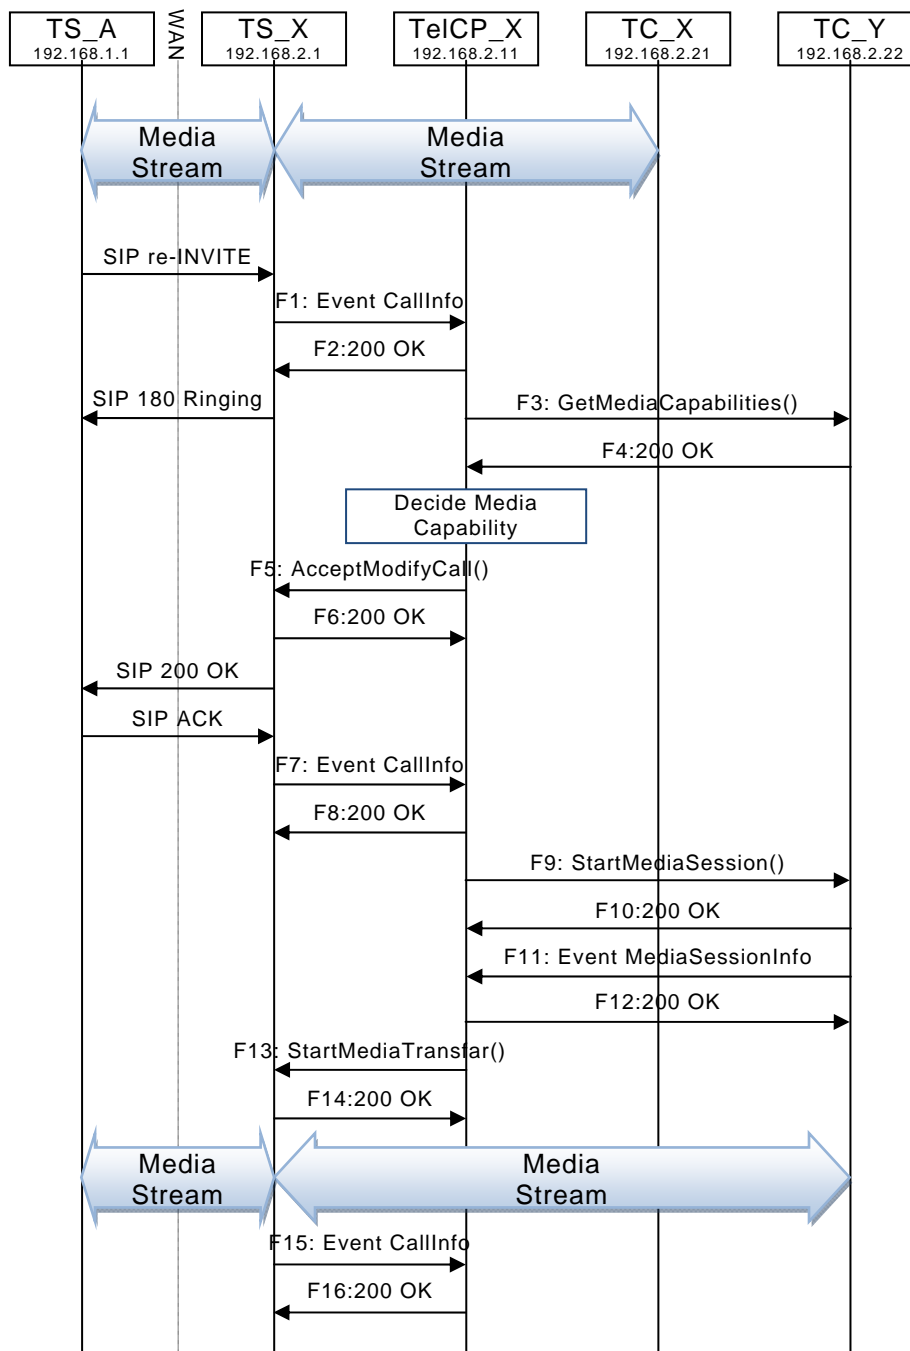 TS_A
192.168.1.1
WAN
TS_X
192.168.2.1
TelCP_X
192.168.2.11
TC_X
192.168.2.21
TC_Y
192.168.2.22
Media
Stream
Media
Stream
SIP re-INVITE
F1: Event CallInfo
F2:200 OK
SIP 180 Ringing
F3: GetMediaCapabilities()
F4:200 OK
Decide Media
Capability
F5: AcceptModifyCall()
F6:200 OK
SIP 200 OK
SIP ACK
F7: Event CallInfo
F8:200 OK
F9: StartMediaSession()
F10:200 OK
F11: Event MediaSessionInfo
F12:200 OK
F13: StartMediaTransfar()
F14:200 OK
Media
Stream
Media
Stream
F15: Event CallInfo
F16:200 OK